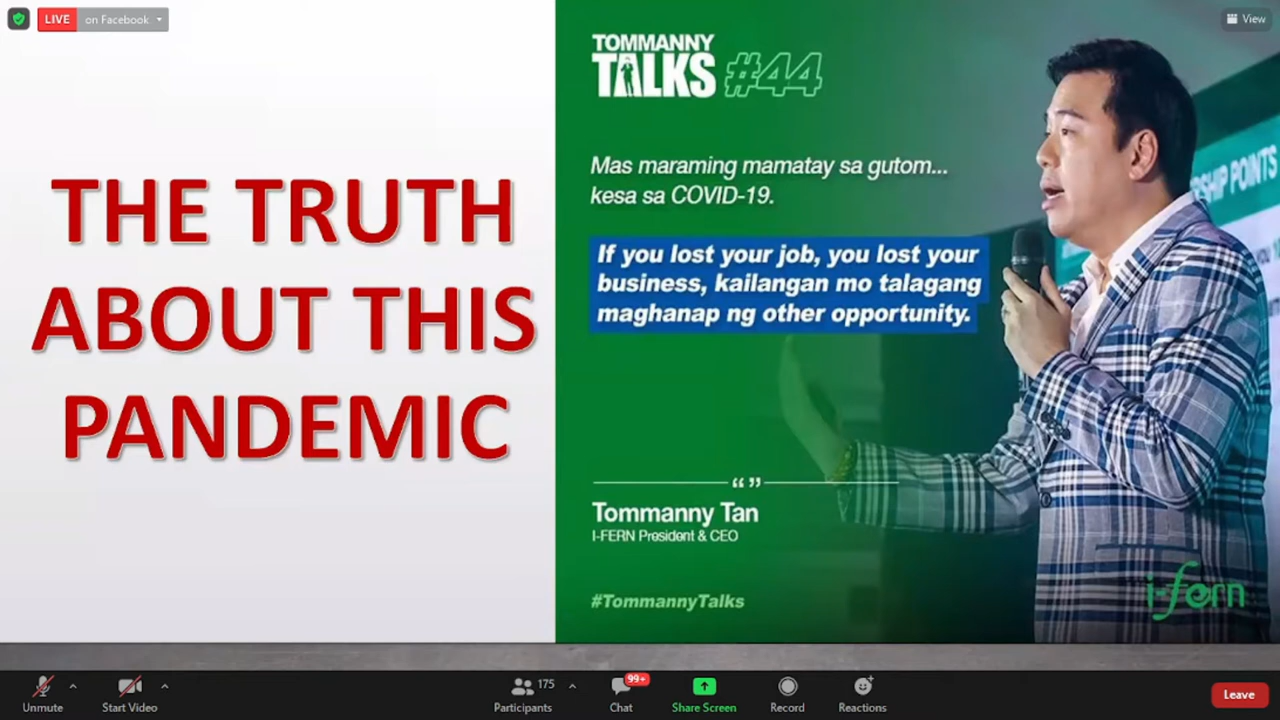 LIVE on Facebook
View
THE TRUTH
ABOUT THIS
PANDEMIC
TOMMANNY
TALKS #44
Mas maraming mamatay sa gutom...
kesa sa COVID-19.
If you lost your job, you lost your
business, kailangan mo talagang
maghanap ng other opportunity.
“ ”
Tommanny Tan
I-FERN President & CEO
#TommannyTalks
RSHIP POINTS
i-fern
Unmute
Start Video
175
Participants
99+
Chat
Share Screen
Record
Reactions
Leave